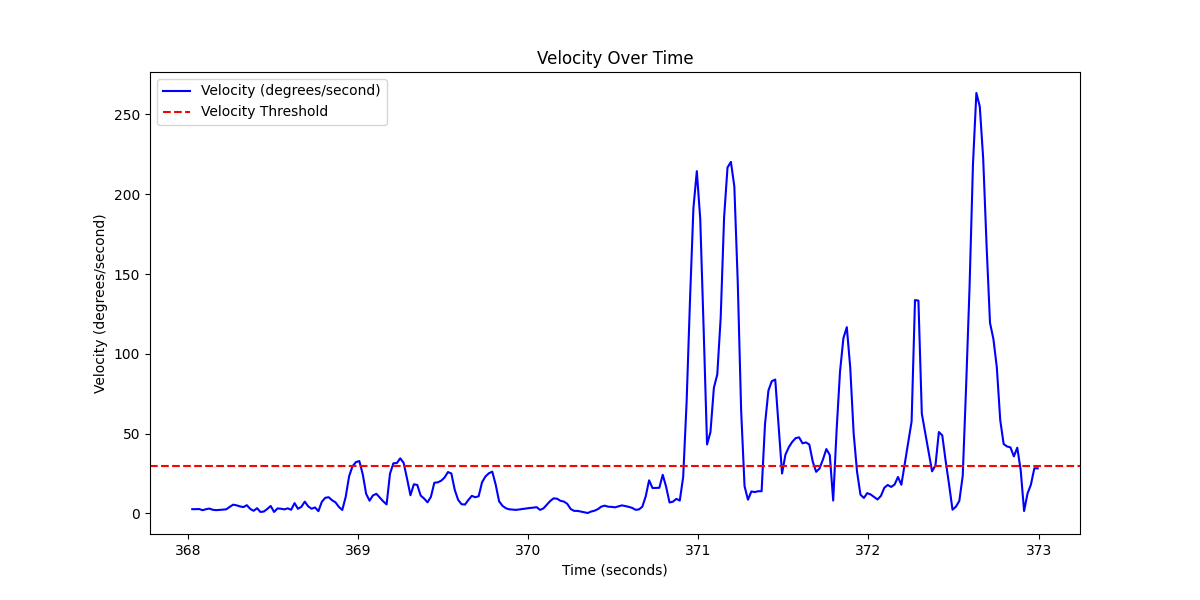 Velocity Over Time
Velocity (degrees/second)
Velocity Threshold
Velocity (degrees/second)
250
200
150
100
50
0
368 369 370 371 372 373
Time (seconds)